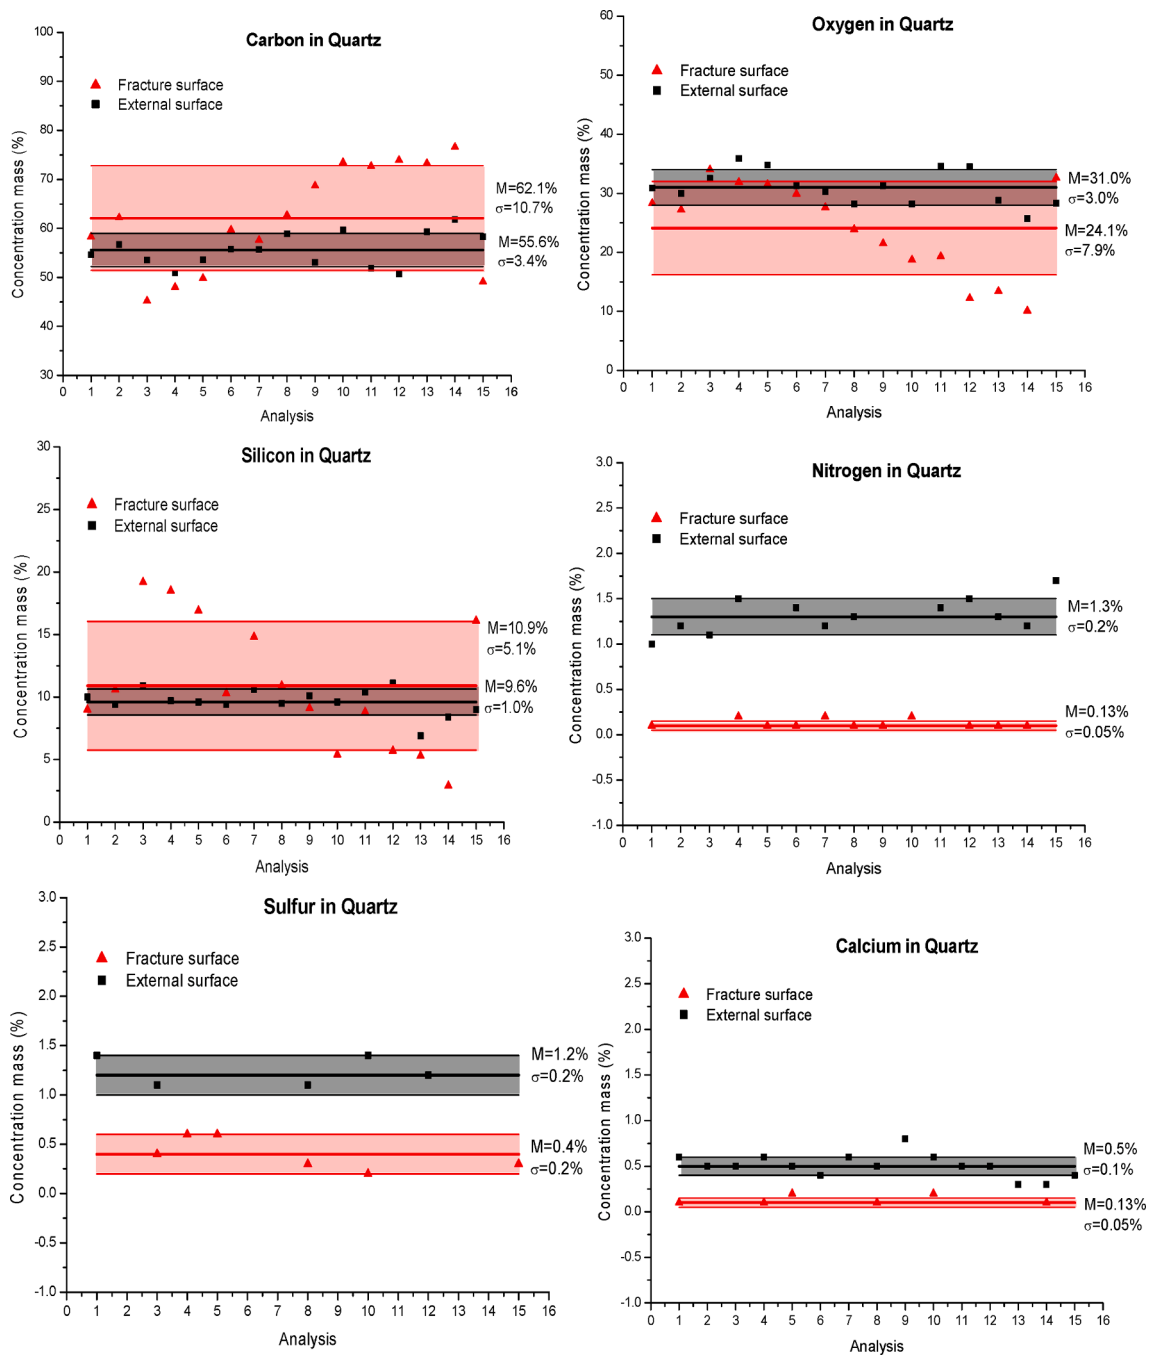 Carbon in Quartz
Fracture surface
External surface
Concentration mass (%)
100
90
80
70
60
50
40
30
0 1 2 3 4 5 6 7 8 9 10 11 12 13 14 15 16
Analysis
M=62.1%
σ=10.7%
M=55.6%
σ=3.4%
Oxygen in Quartz
Fracture surface
External surface
Concentration mass (%)
60
50
40
30
20
10
0
0 1 2 3 4 5 6 7 8 9 10 11 12 13 14 15 16
Analysis
M=31.0%
σ=3.0%
M=24.1%
σ=7.9%
Silicon in Quartz
Fracture surface
External surface
Concentration mass (%)
30
25
20
15
10
5
0
0 1 2 3 4 5 6 7 8 9 10 11 12 13 14 15 16
Analysis
M=10.9%
σ=5.1%
M=9.6%
σ=1.0%
Nitrogen in Quartz
Fracture surface
External surface
Concentration mass (%)
3.0
2.5
2.0
1.5
1.0
0.5
0.0
-0.5
-1.0
0 1 2 3 4 5 6 7 8 9 10 11 12 13 14 15 16
Analysis
M=1.3%
σ=0.2%
M=0.13%
σ=0.05%
Sulfur in Quartz
Fracture surface
External surface
Concentration mass (%)
3.0
2.5
2.0
1.5
1.0
0.5
0.0
-0.5
-1.0
0 1 2 3 4 5 6 7 8 9 10 11 12 13 14 15 16
Analysis
M=1.2%
σ=0.2%
M=0.4%
σ=0.2%
Calcium in Quartz
Fracture surface
External surface
Concentration mass (%)
3.0
2.5
2.0
1.5
1.0
0.5
0.0
-0.5
-1.0
0 1 2 3 4 5 6 7 8 9 10 11 12 13 14 15 16
Analysis
M=0.5%
σ=0.1%
M=0.13%
σ=0.05%